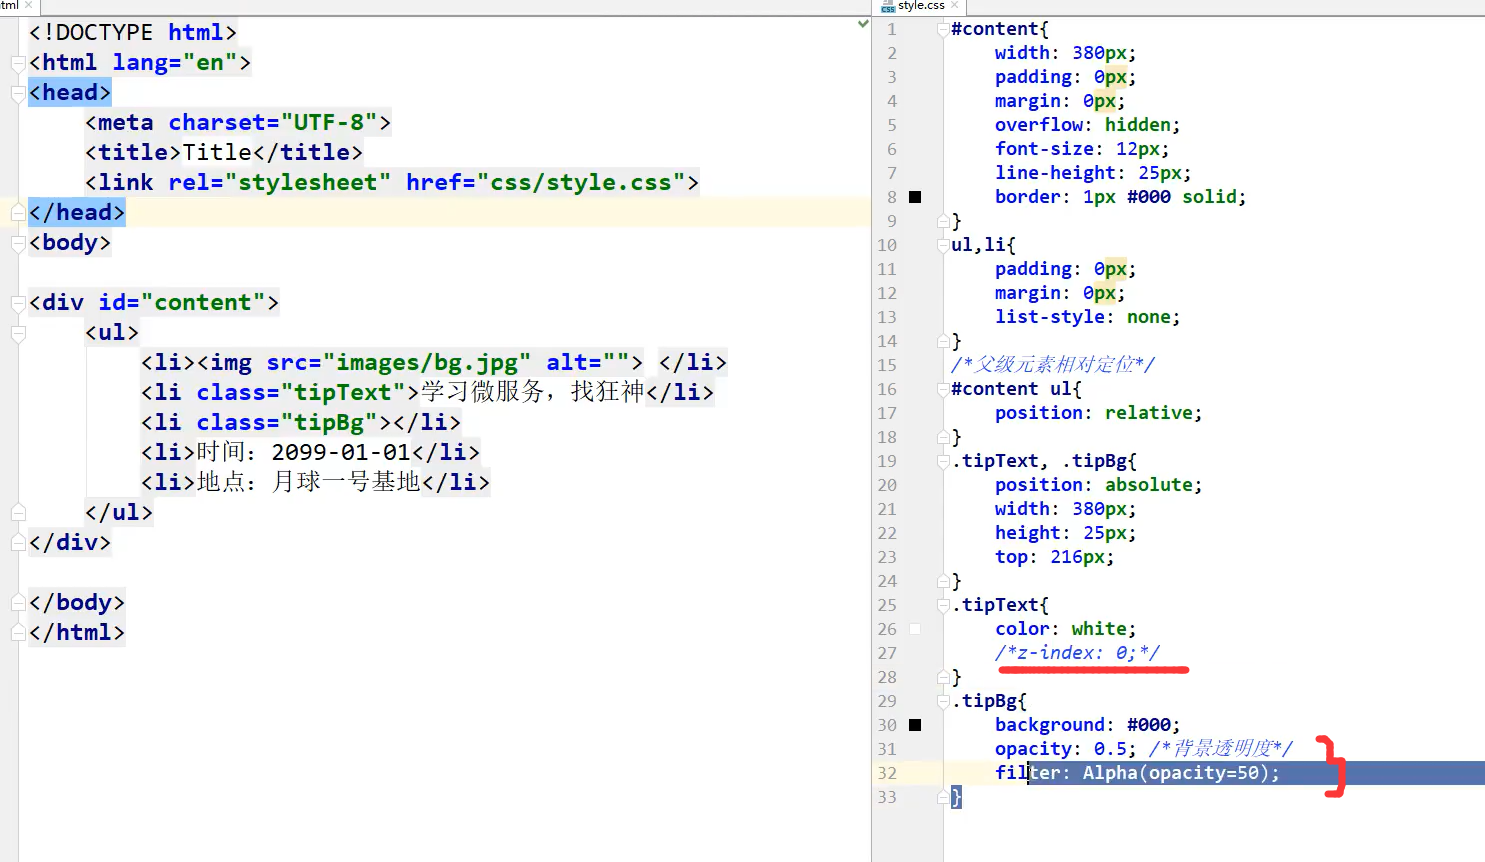 tml
<!DOCTYPE html>
<html lang="en">
<head>
<meta charset="UTF-8">
<title>Title</title>
<link rel="stylesheet" href="css/style.css">
</head>
<body>
<div id="content">
<ul>
<li><img src="images/bg.jpg" alt=""> </li>
<li class="tipText">学习微服务，找狂神</li>
<li class="tipBg"></li>
<li>时间：2099-01-01</li>
<li>地点：月球一号基地</li>
</ul>
</div>
</body>
</html>
CSS style.css
1 #content{
2 width: 380px;
3 padding: 0px;
4 margin: 0px;
5 overflow: hidden;
6 font-size: 12px;
7 line-height: 25px;
8 border: 1px #000 solid;
9 }
10 ul,li{
11 padding: 0px;
12 margin: 0px;
13 list-style: none;
14 }
15 /*父级元素相对定位*/
16 #content ul{
17 position: relative;
18 }
19 .tipText, .tipBg{
20 position: absolute;
21 width: 380px;
22 height: 25px;
23 top: 216px;
24 }
25 .tipText{
26 color: white;
27 /*z-index: 0;*/
28 }
29 .tipBg{
30 background: #000;
31 opacity: 0.5; /*背景透明度*/
32 filter: Alpha(opacity=50);
33 }